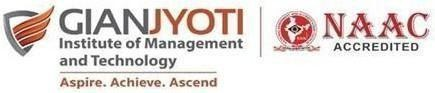 GIANJYOTI
Institute of Management
and Technology
Aspire. Achieve. Ascend
NAAC
ACCREDITED